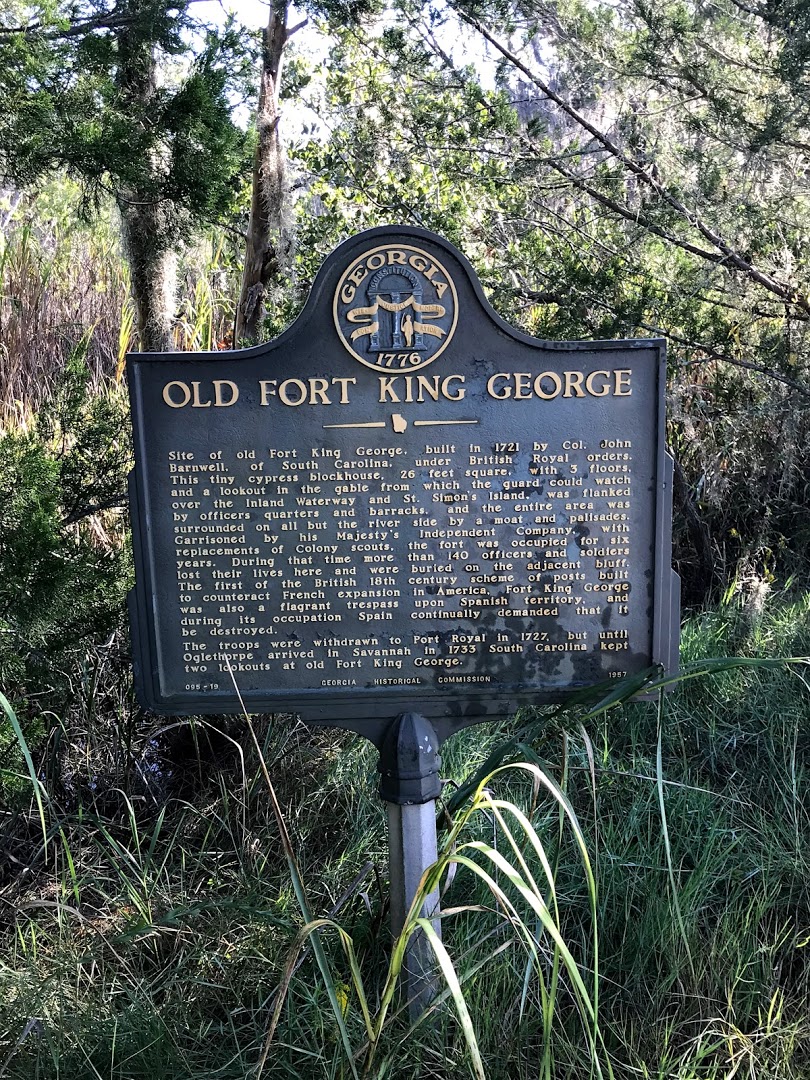 GEORGIA
CONSTITUTION
1776
OLD FORT KING GEORGE
Site of old Fort King George, built in 1721 by Col. John
Barnwell, of South Carolina, under British Royal orders.
This tiny cypress blockhouse, 26 feet square, with 3 floors,
and a lookout in the gable from which the guard could watch
over the Inland Waterway and St. Simon's Island, was flanked
by officers quarters and barracks, and the entire area was
surrounded on all but the river side by a moat and palisades.
Garrisoned by his Majesty's Independent Company, with
replacements of Colony scouts, the fort was occupied for six
years. During that time more than 140 officers and soldiers
lost their lives here and were buried on the adjacent bluff.
The first of the British 18th century scheme of posts built
to counteract French expansion in America, Fort King George
was also a flagrant trespass upon Spanish territory, and
during its occupation Spain continually demanded that it
be destroyed.
The troops were withdrawn to Port Royal in 1727, but until
Oglethorpe arrived in Savannah in 1733 South Carolina kept
two lookouts at old Fort King George.
095-19 GEORGIA HISTORICAL COMMISSION 1957